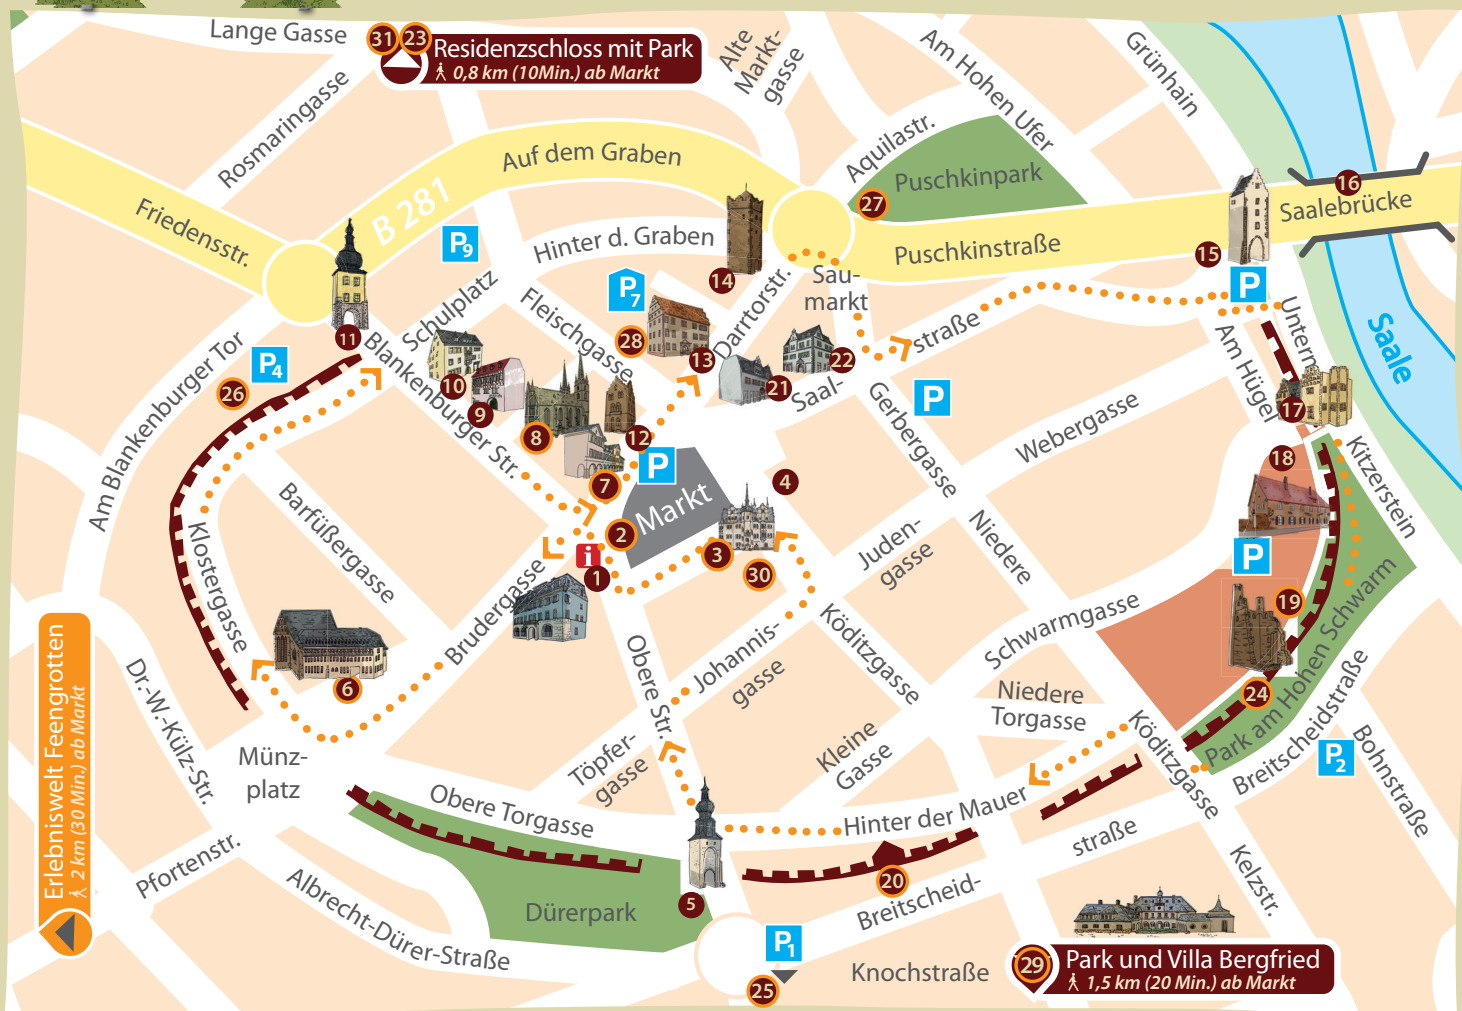 Lange Gasse
31
23
Residenzschloss mit Park
0,8 km (10Min.) ab Markt
Alte
Markt-
gasse
Am Hohen Ufer
Grünhain
Rosmaringasse
Auf dem Graben
Aquilastr.
Puschkinpark
27
16
Saalebrücke
Friedensstr.
B 281
P9
Hinter d. Graben
Puschkinstraße
15
P
14
Sau-
markt
Schulplatz
Fleischgasse
P7
28
Darrtorstr.
13
straße
Unterm
Am Hügel
Saale
11
Blankenburger Str.
10
9
8
12
21
22
Saal-
P
Gerbergasse
Webergasse
17
Am Blankenburger Tor
P4
26
7
P
Markt
4
18
Kitzerstein
Barfüßergasse
Klostergasse
2
i
1
3
30
Juden-
gasse
Niedere
P
19
Brudergasse
6
Obere Str.
Johannis-
gasse
Köditzgasse
Schwarmgasse
Niedere
Torgasse
24
Park am Hohen Schwarm
Breitscheidstraße
Bohnstraße
P2
Erlebniswelt Feengrotten
2 km (30 Min.) ab Markt
Dr.-W.-Külz-Str.
Münz-
platz
Töpfer-
gasse
Kleine
Gasse
Köditzgasse
Obere Torgasse
Hinter der Mauer
straße
Pfortenstr.
Albrecht-Dürer-Straße
Dürerpark
5
20
Breitscheid-
Kelzstr.
P1
25
Knochstraße
29
Park und Villa Bergfried
1,5 km (20 Min.) ab Markt